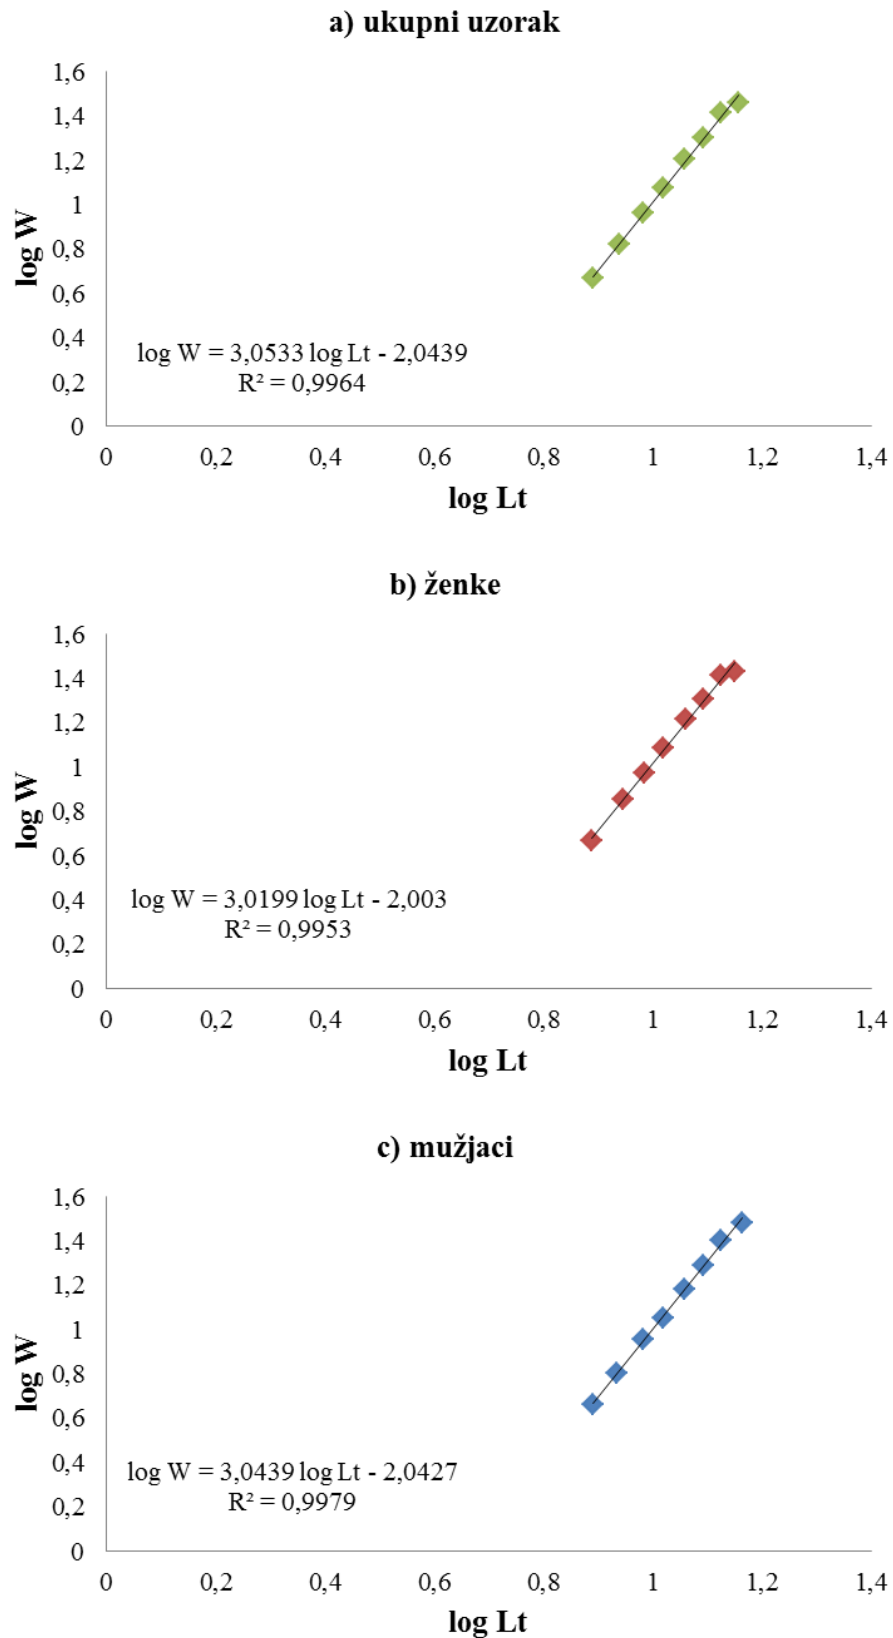 a) ukupni uzorak
1,6
1,4
1,2
1
0,8
0,6
0,4
0,2
0
log W
log W = 3,0533 log Lt - 2,0439
R² = 0,9964
0 0,2 0,4 0,6 0,8 1 1,2 1,4
log Lt
b) ženke
1,6
1,4
1,2
1
0,8
0,6
0,4
0,2
0
log W
log W = 3,0199 log Lt - 2,003
R² = 0,9953
0 0,2 0,4 0,6 0,8 1 1,2 1,4
log Lt
c) mužjaci
1,6
1,4
1,2
1
0,8
0,6
0,4
0,2
0
log W
log W = 3,0439 log Lt - 2,0427
R² = 0,9979
0 0,2 0,4 0,6 0,8 1 1,2 1,4
log Lt